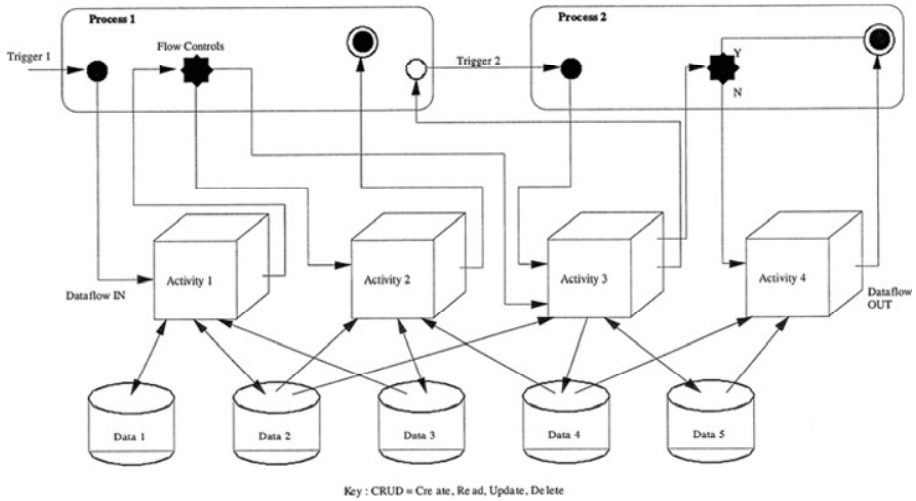 Process 1
Process 2
Trigger 1
Flow Controls
Trigger 2
Y
N
Activity 1
Activity 2
Activity 3
Activity 4
Dataflow IN
Dataflow
OUT
Data 1
Data 2
Data 3
Data 4
Data 5
Key : CRUD = Create, Read, Update, Delete